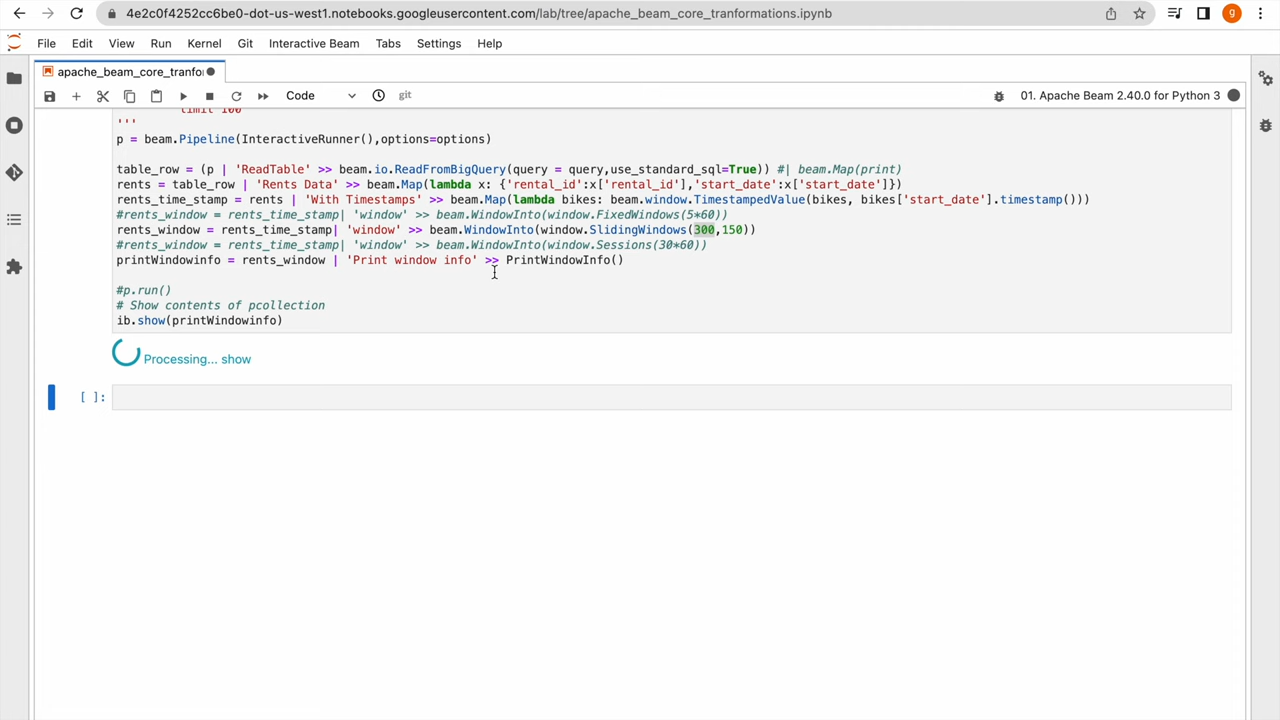 4e2c0f4252cc6be0-dot-us-west1.notebooks.googleusercontent.com/lab/tree/apache_beam_core_tranformations.ipynb
g
File Edit View Run Kernel Git Interactive Beam Tabs Settings Help
apache_beam_core_tranfo
Code git 01. Apache Beam 2.40.0 for Python 3
limit 100
'''
p = beam.Pipeline(InteractiveRunner(),options=options)
table_row = (p | 'ReadTable' >> beam.io.ReadFromBigQuery(query = query,use_standard_sql=True)) #| beam.Map(print)
rents = table_row | 'Rents Data' >> beam.Map(lambda x: {'rental_id':x['rental_id'],'start_date':x['start_date']})
rents_time_stamp = rents | 'With Timestamps' >> beam.Map(lambda bikes: beam.window.TimestampedValue(bikes, bikes['start_date'].timestamp()))
#rents_window = rents_time_stamp| 'window' >> beam.WindowInto(window.FixedWindows(5*60))
rents_window = rents_time_stamp| 'window' >> beam.WindowInto(window.SlidingWindows(300,150))
#rents_window = rents_time_stamp| 'window' >> beam.WindowInto(window.Sessions(30*60))
printWindowinfo = rents_window | 'Print window info' >> PrintWindowInfo()
#p.run()
# Show contents of pcollection
ib.show(printWindowinfo)
Processing... show
[ ]: